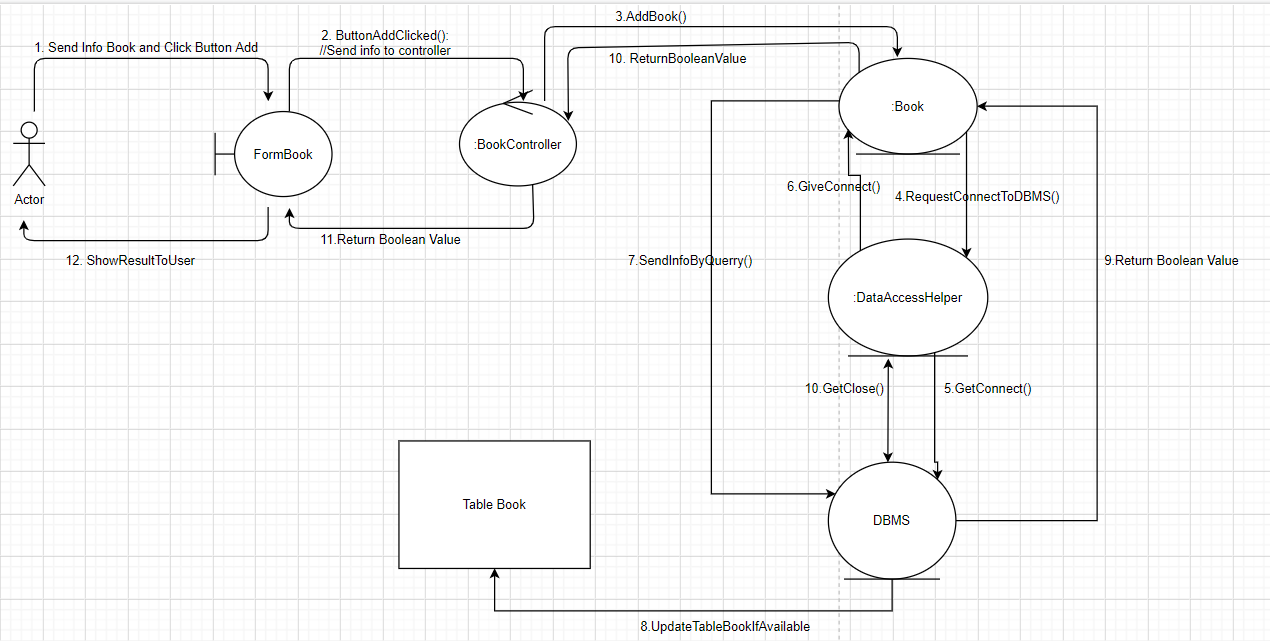 3.AddBook()
2. ButtonAddClicked():
//Send info to controller
1. Send Info Book and Click Button Add
10. ReturnBooleanValue
:Book
FormBook
:BookController
Actor
6.GiveConnect()
4.RequestConnectToDBMS()
11.Return Boolean Value
12. ShowResultToUser
7.SendInfoByQuerry()
9.Return Boolean Value
:DataAccessHelper
10.GetClose()
5.GetConnect()
Table Book
DBMS
8.UpdateTableBookIfAvailable